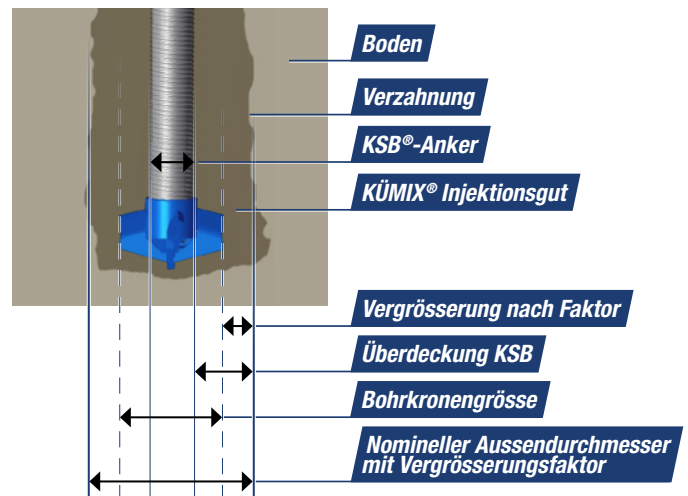 Boden
Verzahnung
KSB®-Anker
KÜMIX® Injektionsgut
Vergrösserung nach Faktor
Überdeckung KSB
Bohrkronengrösse
Nomineller Aussendurchmesser
mit Vergrösserungsfaktor